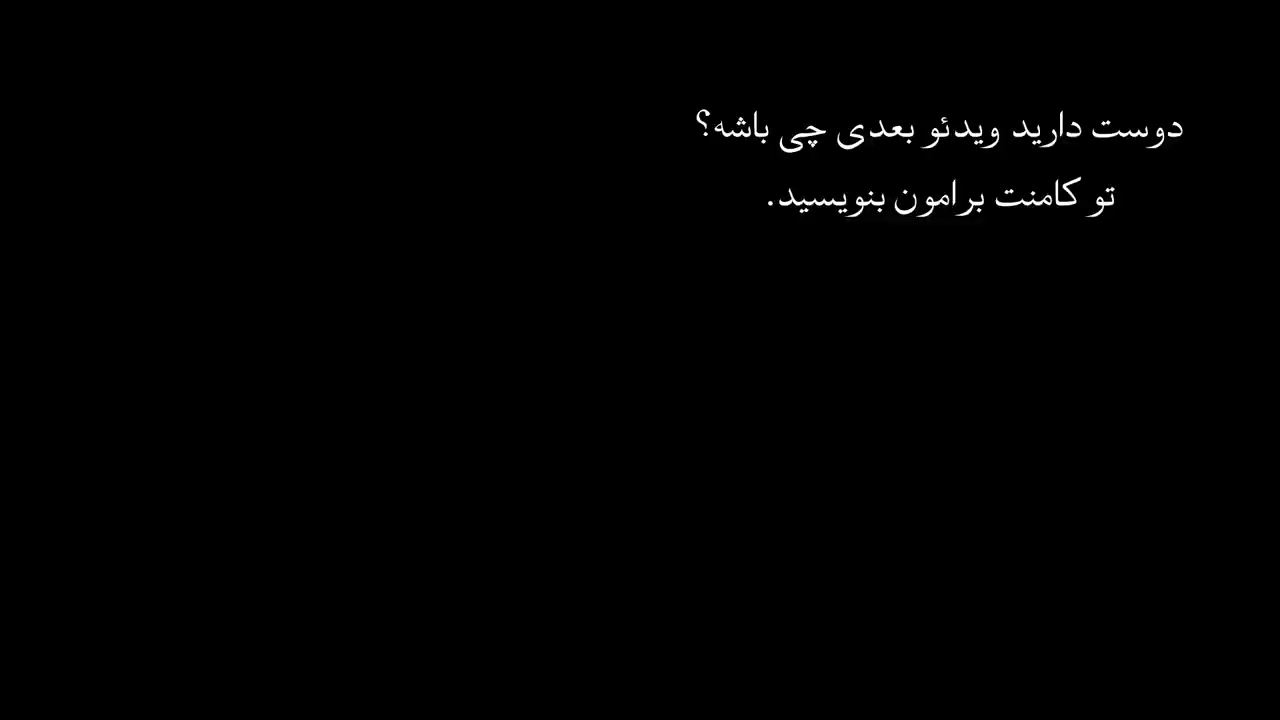 دوست دارید ویدئو بعدی چی باشه؟
تو کامنت برامون بنویسید.